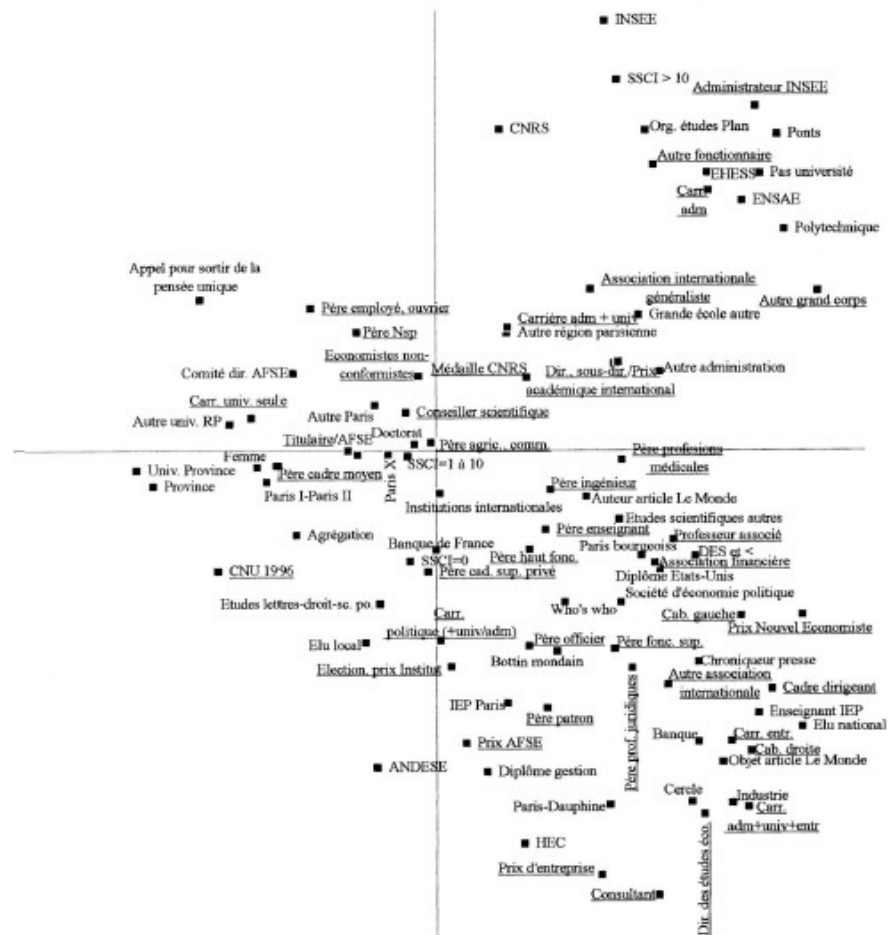 INSEE
SSCI > 10
Administrateur INSEE
CNRS
Org. études Plan
Ponts
Autre fonctionnaire
EHESS
Pas université
Carr.
adm
ENSAE
Polytechnique
Appel pour sortir de la
pensée unique
Association internationale
généraliste
Autre grand corps
Père employé, ouvrier
Grande école autre
Carrière adm + univ
Autre région parisienne
Père Nsp
Economistes non-
conformistes
Médaille CNRS
Dir., sous-dir./Prix
académique international
Autre administration
Comité dir. AFSE
Carr. univ. seule
Autre Paris
Conseiller scientifique
Autre univ. RP
Doctorat
Titulaire/AFSE
Père agric., comm.
Père profesions
médicales
Femme
Paris X
SSCI=1 à 10
Univ. Province
Père cadre moyen
Père ingénieur
Province
Paris I-Paris II
Institutions internationales
Auteur article Le Monde
Etudes scientifiques autres
Agrégation
Père enseignant
Professeur associé
Banque de France
Père haut fonc.
Paris bourgeoiss
DES et <
SSCI=0
Association financière
CNU 1996
Père cad. sup. privé
Diplôme Etats-Unis
Etudes lettres-droit-sc. po.
Who's who
Société d'économie politique
Carr.
politique (+univ/adm)
Cab. gauche
Prix Nouvel Economiste
Elu local
Père officier
Père fonc. sup.
Bottin mondain
Chroniqueur presse
Election, prix Institut
Père prof. juridiques
Autre association
internationale
Cadre dirigeant
IEP Paris
Père patron
Enseignant IEP
Elu national
Prix AFSE
Banque
Carr. entr.
Cab. droite
Objet article Le Monde
ANDESE
Diplôme gestion
Paris-Dauphine
Cercle
Industrie
Carr.
adm+univ+entr
HEC
Dir. des études éco.
Prix d'entreprise
Consultant